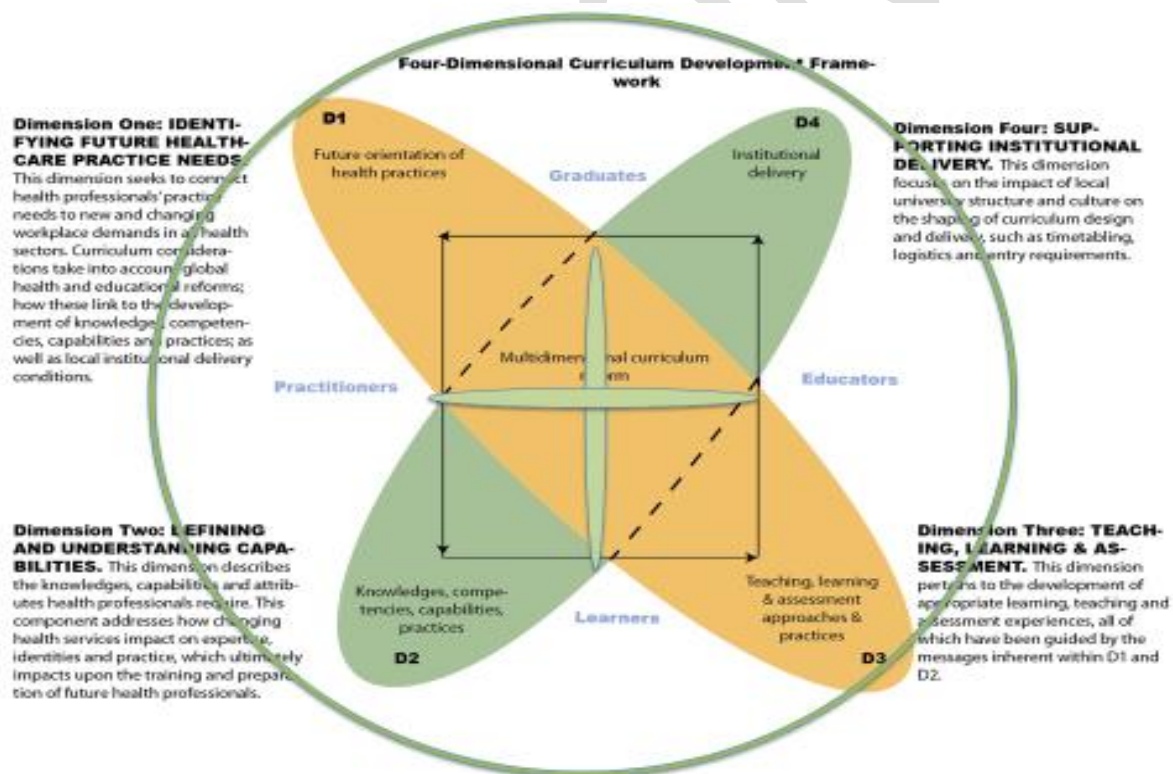 Four-Dimensional Curriculum Development Frame-
work
Dimension One: IDENTI-
FYING FUTURE HEALTH-
CARE PRACTICE NEEDS.
This dimension seeks to connect
health professionals' practice
needs to new and changing
workplace demands in all health
sectors. Curriculum considera-
tions take into account global
health and educational reforms;
how these link to the develop-
ment of knowledges, competen-
cies, capabilities and practices; as
well as local institutional delivery
conditions.
D1
Future orientation of
health practices
Graduates
D4
Institutional
delivery
Dimension Four: SUP-
PORTING INSTITUTIONAL
DELIVERY. This dimension
focuses on the impact of local
university structure and culture on
the shaping of curriculum design
and delivery, such as timetabling,
logistics and entry requirements.
Practitioners
Multidimensional curriculum
reform
Educators
Dimension Two: DEFINING
AND UNDERSTANDING CAPA-
BILITIES. This dimension describes
the knowledges, capabilities and attrib-
utes health professionals require. This
component addresses how changing
health services impact on expertise,
identities and practice, which ultimately
impacts upon the training and prepara-
tion of future health professionals.
Knowledges, compe-
tencies, capabilities,
practices
D2
Learners
Teaching, learning
& assessment
approaches &
practices
D3
Dimension Three: TEACH-
ING, LEARNING & AS-
SESSMENT. This dimension
pertains to the development of
appropriate learning, teaching and
assessment experiences, all of
which have been guided by the
messages inherent within D1 and
D2.